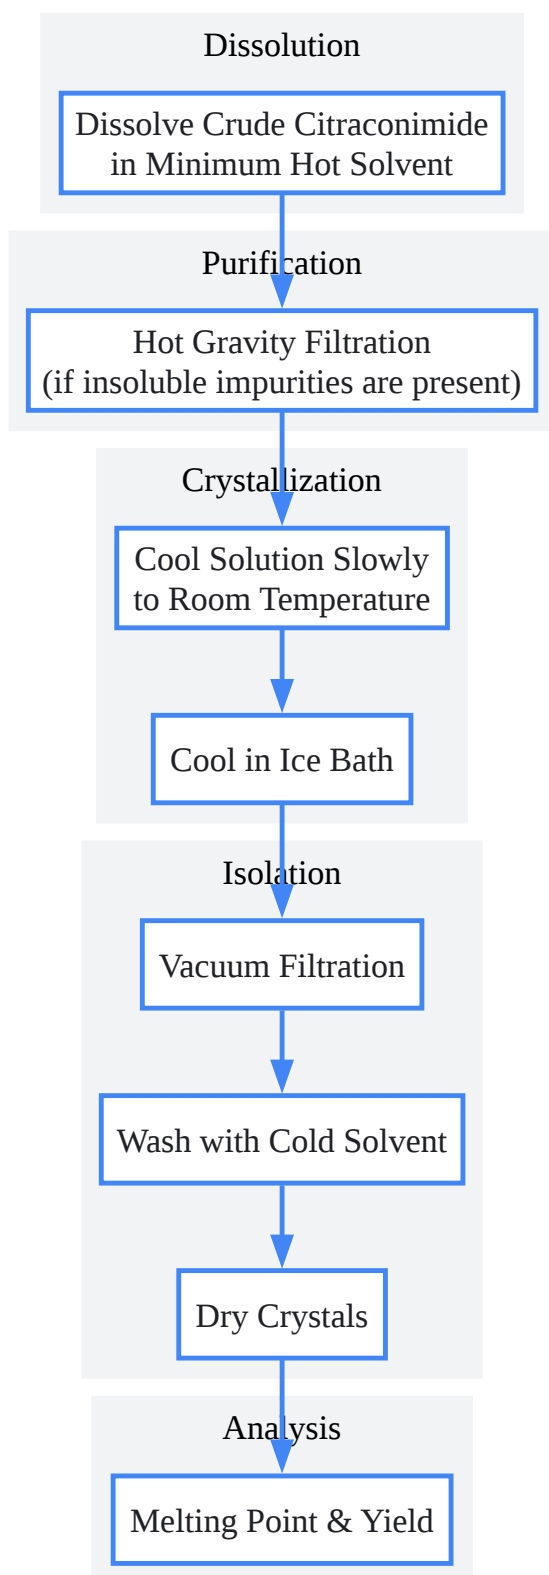 Dissolution
Dissolve Crude Citraconimide
in Minimum Hot Solvent
Purification
Hot Gravity Filtration
(if insoluble impurities are present)
Crystallization
Cool Solution Slowly
to Room Temperature
Cool in Ice Bath
Isolation
Vacuum Filtration
Wash with Cold Solvent
Dry Crystals
Analysis
Melting Point & Yield